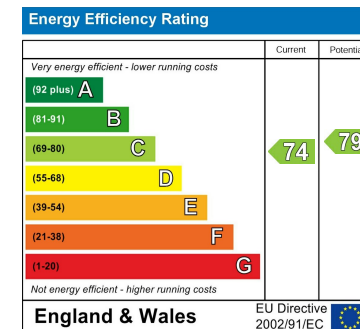 Energy Efficiency Rating
Current Potentia
Very energy efficient - lower running costs
(92 plus) A
(81-91) B
(69-80) C 74 79
(55-68) D
(39-54) E
(21-38) F
(1-20) G
Not energy efficient - higher running costs
England & Wales
EU Directive
2002/91/EC